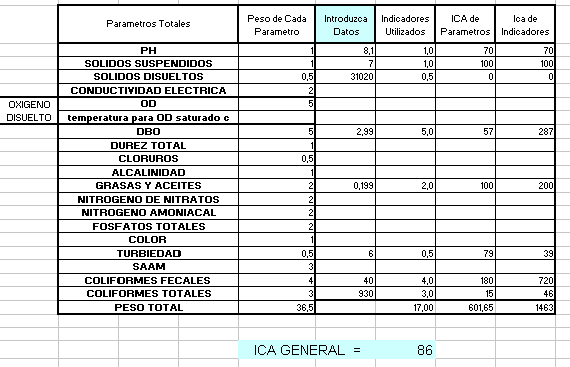 Parametros Totales Peso de Cada Parametro Introduzca Datos Indicadores Utilizados ICA de Parametros Ica de Indicadores
PH 1 8,1 1,0 70 70
SOLIDOS SUSPENDIDOS 1 7 1,0 100 100
SOLIDOS DISUELTOS 0,5 31020 0,5 0 0
CONDUCTIVIDAD ELECTRICA 2
OXIGENO DISUELTO OD 5
temperatura para OD saturado c
DBO 5 2,99 5,0 57 287
DUREZ TOTAL 1
CLORUROS 0,5
ALCALINIDAD 1
GRASAS Y ACEITES 2 0,199 2,0 100 200
NITROGENO DE NITRATOS 2
NITROGENO AMONIACAL 2
FOSFATOS TOTALES 2
COLOR 1
TURBIEDAD 0,5 6 0,5 79 39
SAAM 3
COLIFORMES FECALES 4 40 4,0 180 720
COLIFORMES TOTALES 3 930 3,0 15 46
PESO TOTAL 36,5 17,00 601,65 1463
ICA GENERAL = 86